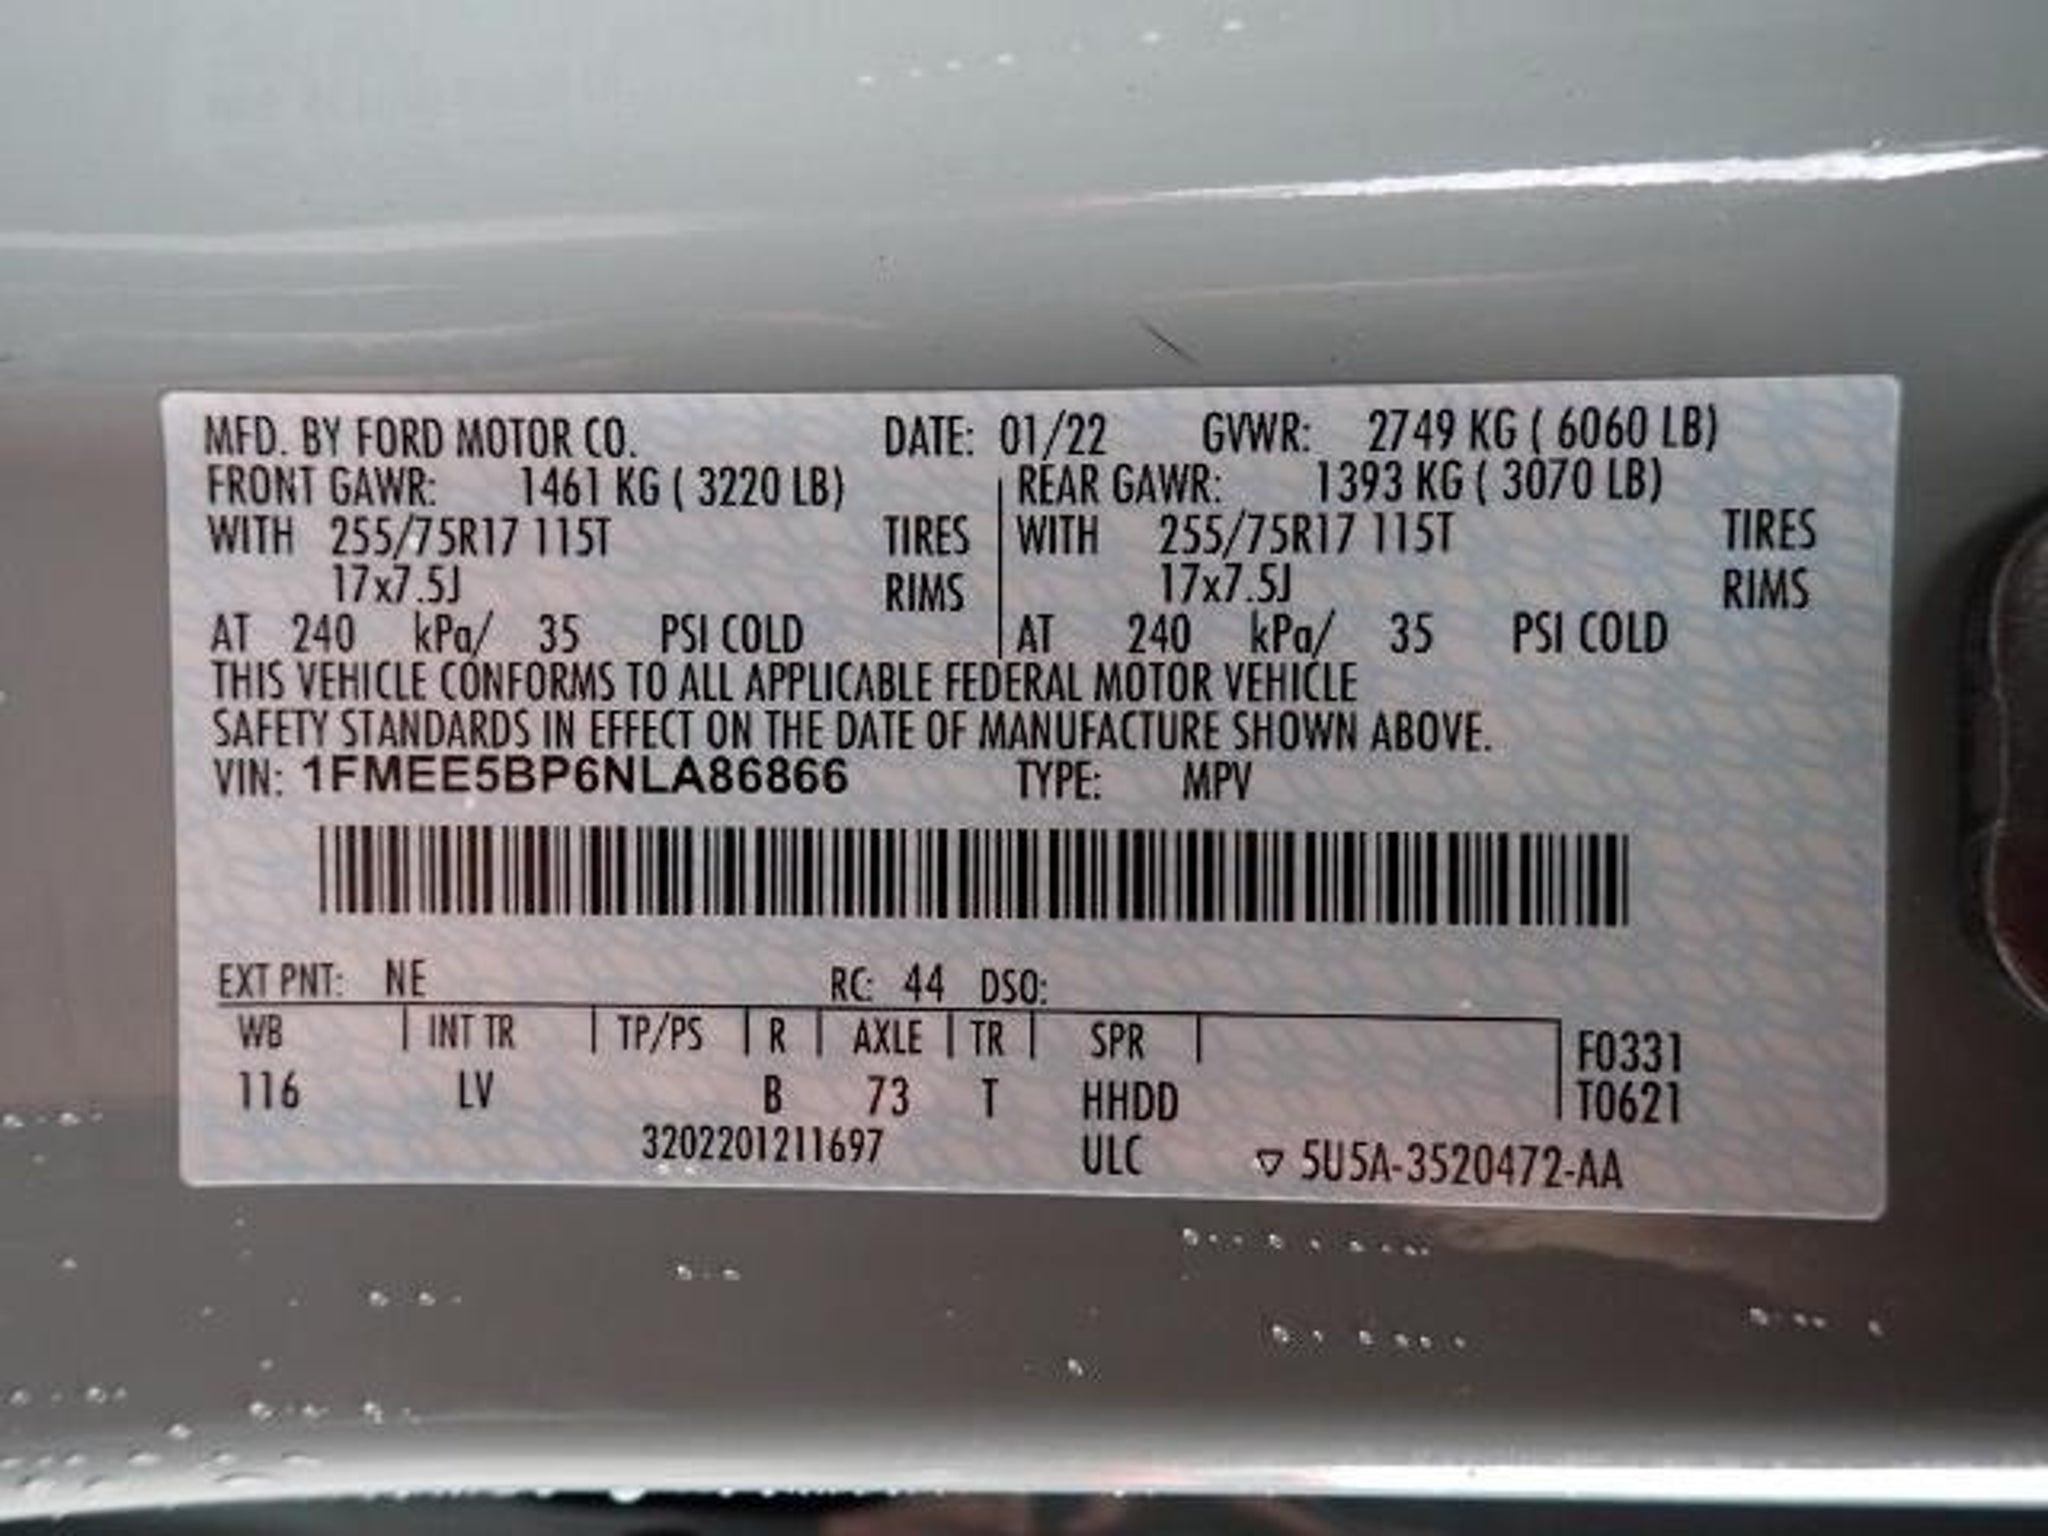 MFD. BY FORD MOTOR CO. DATE: 01/22 GVWR: 2749 KG ( 6060 LB)
FRONT GAWR: 1461 KG ( 3220 LB) REAR GAWR: 1393 KG ( 3070 LB)
WITH 255/75R17 115T TIRES WITH 255/75R17 115T TIRES
17x7.5J RIMS 17x7.5J RIMS
AT 240 kPa/ 35 PSI COLD AT 240 kPa/ 35 PSI COLD
THIS VEHICLE CONFORMS TO ALL APPLICABLE FEDERAL MOTOR VEHICLE
SAFETY STANDARDS IN EFFECT ON THE DATE OF MANUFACTURE SHOWN ABOVE.
VIN: 1FMEE5BP6NLA86866 TYPE: MPV
EXT PNT: NE RC: 44 DSO:
WB INT TR TP/PS R AXLE TR SPR F0331
116 LV B 73 T HHDD T0621
3202201211697 ULC ▽ 5U5A-3520472-AA